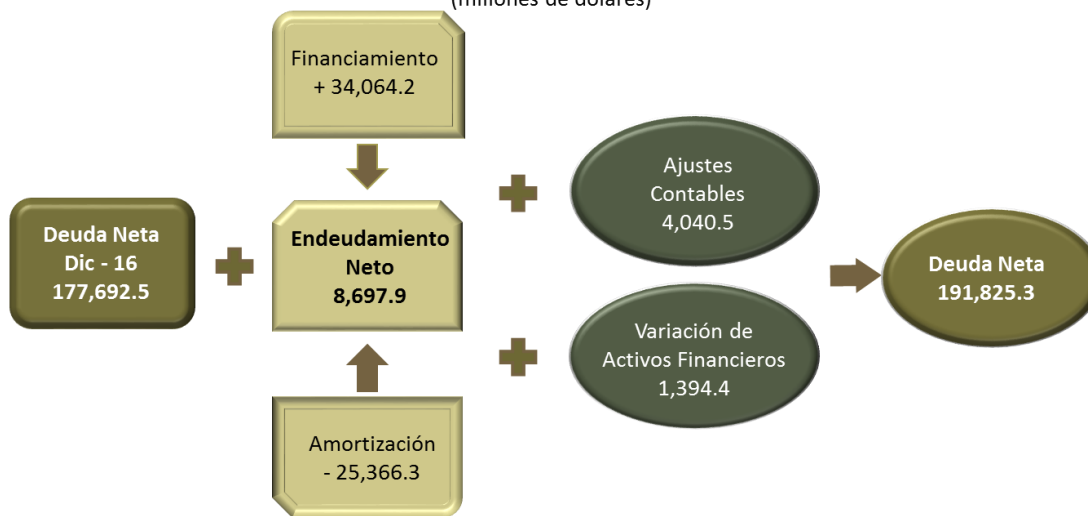 (millones de dólares)
Financiamiento
+ 34,064.2
Ajustes
Contables
4,040.5
Deuda Neta
Dic - 16
177,692.5
Endeudamiento
Neto
8,697.9
Deuda Neta
191,825.3
Variación de
Activos Financieros
1,394.4
Amortización
- 25,366.3